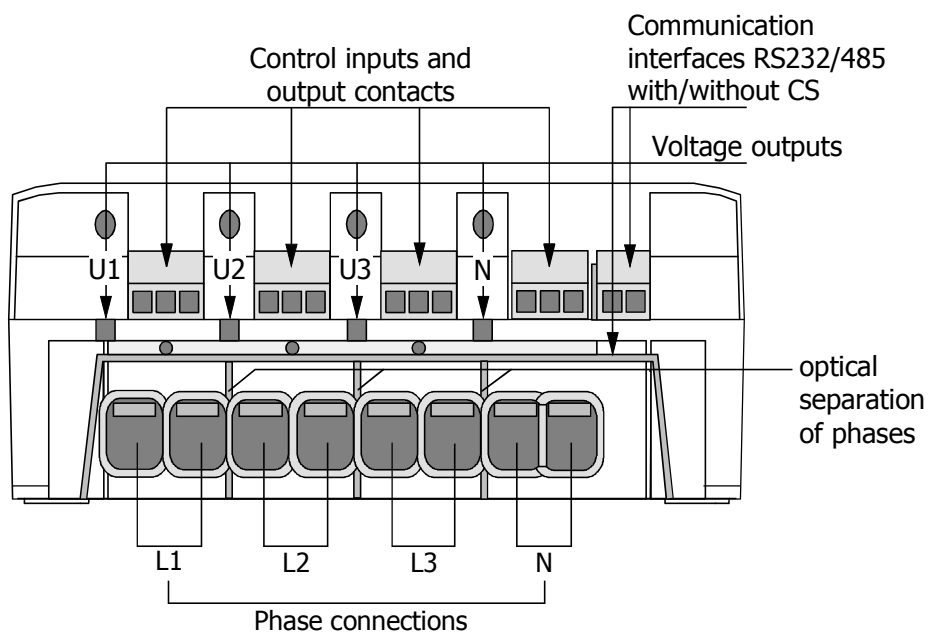 Communication
interfaces RS232/485
with/without CS
Control inputs and
output contacts
Voltage outputs
U1
U2
U3
N
optical
separation
of phases
L1
L2
L3
N
Phase connections